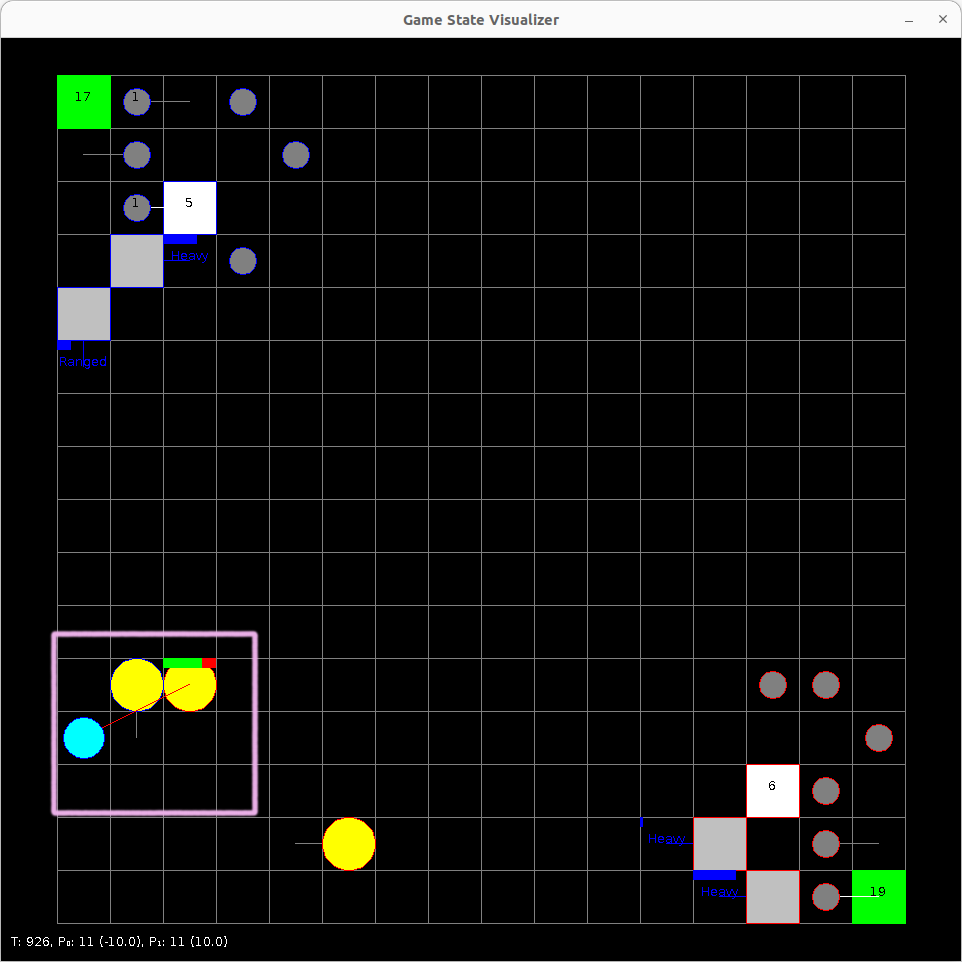 Game State Visualizer
17
1
1
5
Heavy
Ranged
6
Heavy
Heavy
19
T: 926, P₀: 11 (-10.0), P₁: 11 (10.0)